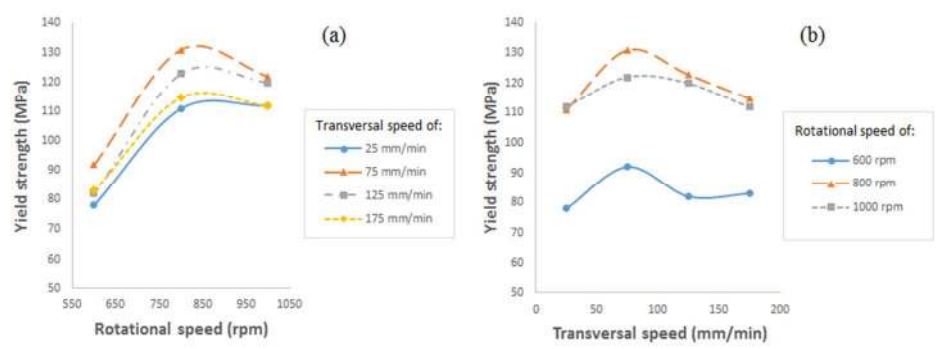 140
130
120
110
100
90
80
70
60
50
Yield strength (MPa)
550 650 750 850 950 1050
Rotational speed (rpm)
(a)
Transversal speed of:
25 mm/min
75 mm/min
125 mm/min
175 mm/min
140
130
120
110
100
90
80
70
60
50
Yield strength (MPa)
0 50 100 150 200
Transversal speed (mm/min)
(b)
Rotational speed of:
600 rpm
800 rpm
1000 rpm